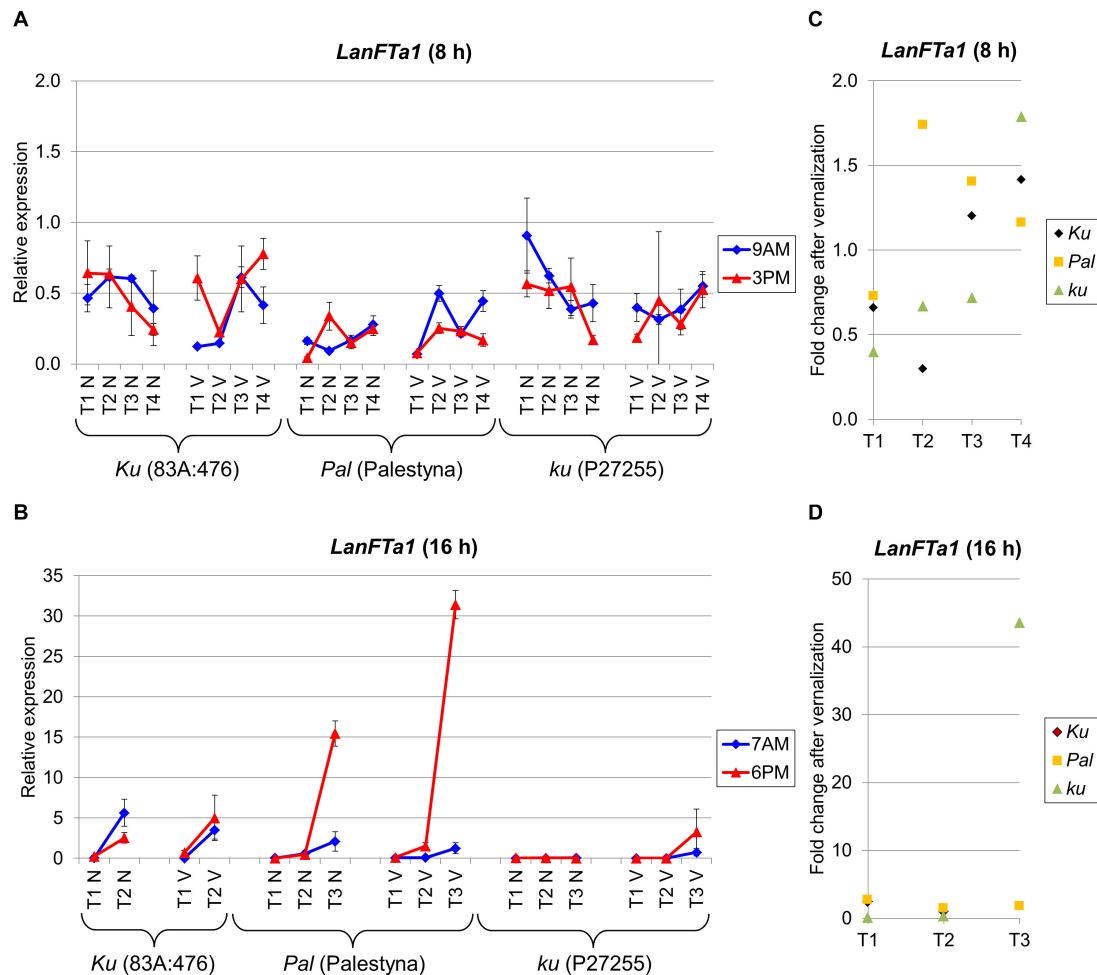 A
LanFTa1 (8 h)
Relative expression
2.0
1.5
1.0
0.5
0.0
T1 N
T2 N
T3 N
T4 N
T1 V
T2 V
T3 V
T4 V
T1 N
T2 N
T3 N
T4 N
T1 V
T2 V
T3 V
T4 V
T1 N
T2 N
T3 N
T4 N
T1 V
T2 V
T3 V
T4 V
Ku (83A:476)
Pal (Palestyna)
ku (P27255)
9AM
3PM
C
LanFTa1 (8 h)
Fold change after vernalization
2.0
1.5
1.0
0.5
0.0
T1
T2
T3
T4
Ku
Pal
ku
B
LanFTa1 (16 h)
Relative expression
35
30
25
20
15
10
5
0
T1 N
T2 N
T1 V
T2 V
T1 N
T2 N
T3 N
T1 V
T2 V
T3 V
T1 N
T2 N
T3 N
T1 V
T2 V
T3 V
Ku (83A:476)
Pal (Palestyna)
ku (P27255)
7AM
6PM
D
LanFTa1 (16 h)
Fold change after vernalization
50
40
30
20
10
0
T1
T2
T3
Ku
Pal
ku